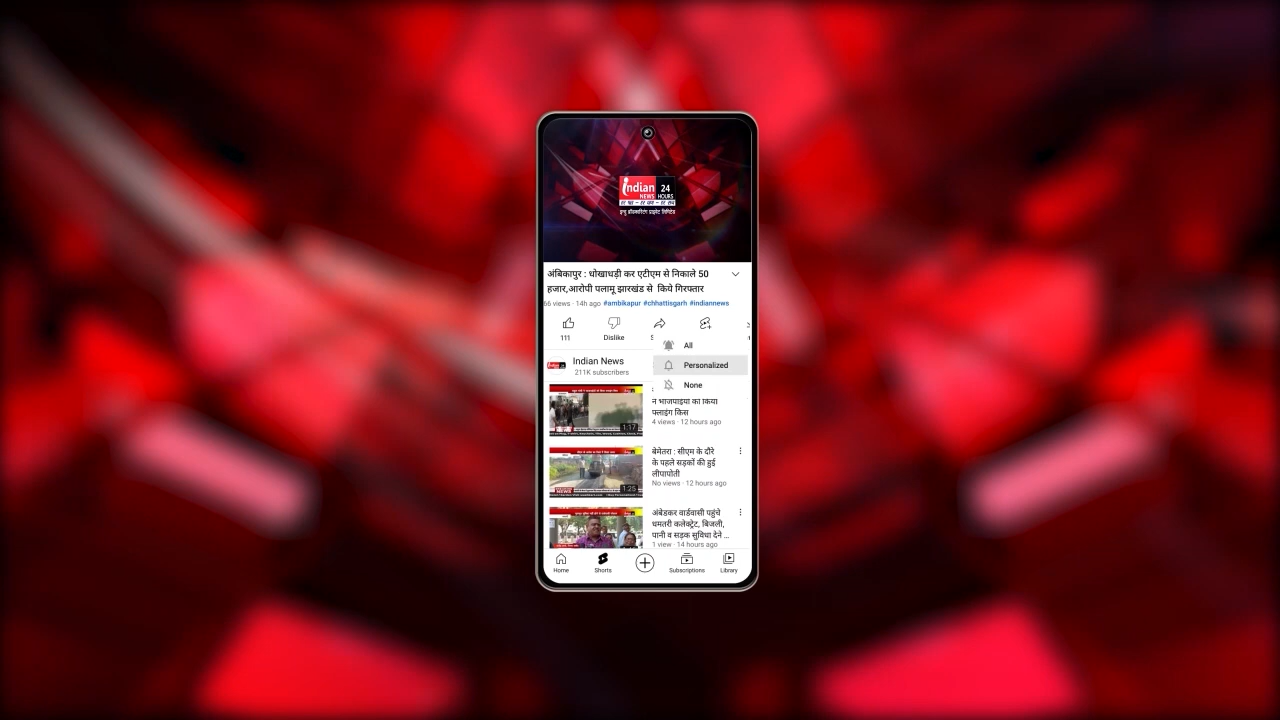 indian
NEWS
24
HOURS
अंबिकापुर : धोखाधड़ी कर एटीएम से निकाले 50
हजार,आरोपी पलामू झारखंड से किये गिरफ्तार
66 views · 14h ago #ambikapur #chhattisgarh #indiannews
111
Dislike
S
Indian News
211K subscribers
All
Personalized
None
न भाजपाइयों को किया
फ्लाइंग किस
4 views · 12 hours ago
1:17
बेमेतरा : सीएम के दौरे
के पहले सड़कों की हुई
लीपापोती
No views · 12 hours ago
1:25
अंबेडकर वार्डवासी पहुंचे
धमतरी कलेक्ट्रेट, बिजली,
पानी व सड़क सुविधा देने ...
1 view · 14 hours ago
Home
Shorts
Subscriptions
Library